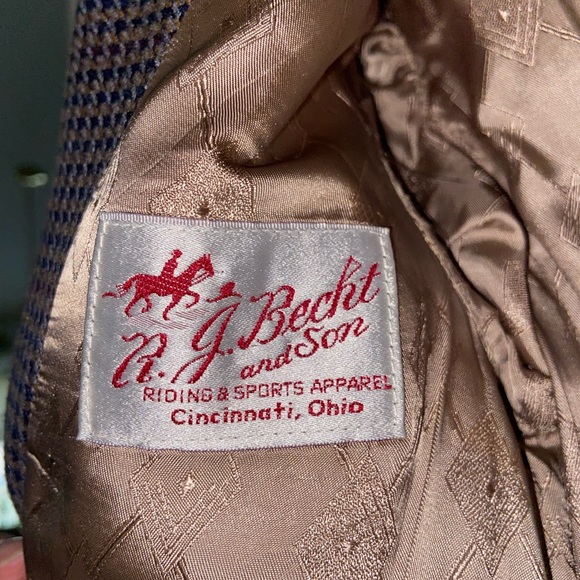 R. J. Becht
and Son
RIDING & SPORTS APPAREL
Cincinnati, Ohio